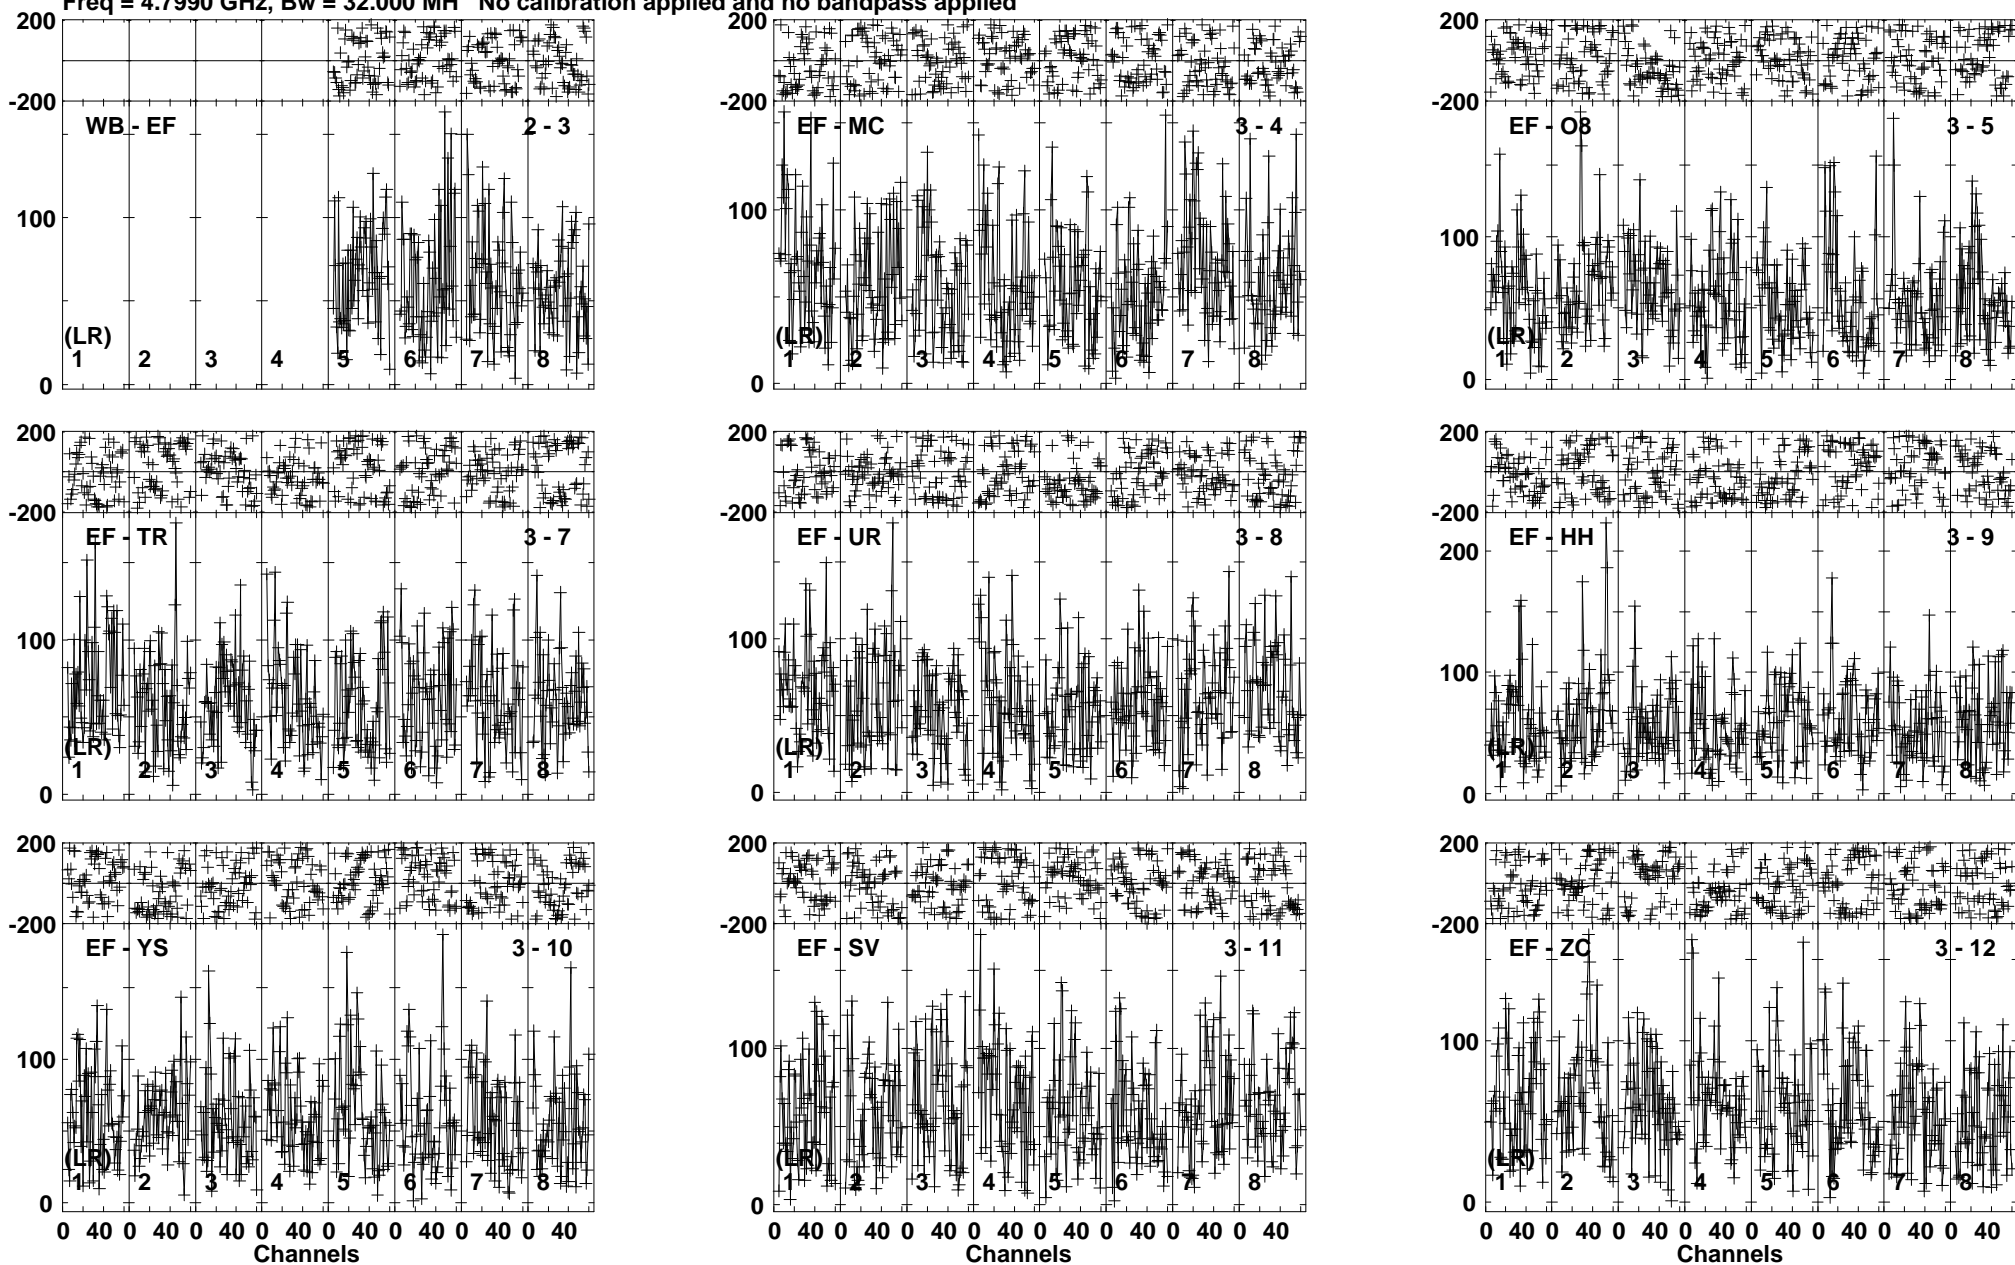 Freq = 4.7990 GHz, Bw = 32.000 MH No calibration applied and no bandpass applied
200 200 200
-200 -200 -200
WB - EF 2 - 3 EF - MC 3 - 4 EF - O8 3 - 5
100 100 100
(LR) (LR) (LR)
1 2 3 4 5 6 7 8 1 2 3 4 5 6 7 8 1 2 3 4 5 6 7 8
0 0 0
200 200 200
-200 -200 -200
EF - TR 3 - 7 EF - UR 3 - 8 EF - HH 3 - 9
200
100 100 100
(LR) (LR) (LR)
1 2 3 4 5 6 7 8 1 2 3 4 5 6 7 8 1 2 3 4 5 6 7 8
0 0 0
200 200 200
-200 -200 -200
EF - YS 3 - 10 EF - SV 3 - 11 EF - ZC 3 - 12
100 100 100
(LR) (LR) (LR)
1 2 3 4 5 6 7 8 1 2 3 4 5 6 7 8 1 2 3 4 5 6 7 8
0 0 0
0 40 0 40 0 40 0 40 0 40 0 40 0 40 0 40 0 40 0 40 0 40 0 40 0 40 0 40 0 40 0 40 0 40 0 40 0 40 0 40 0 40 0 40 0 40 0 40
Channels Channels Channels